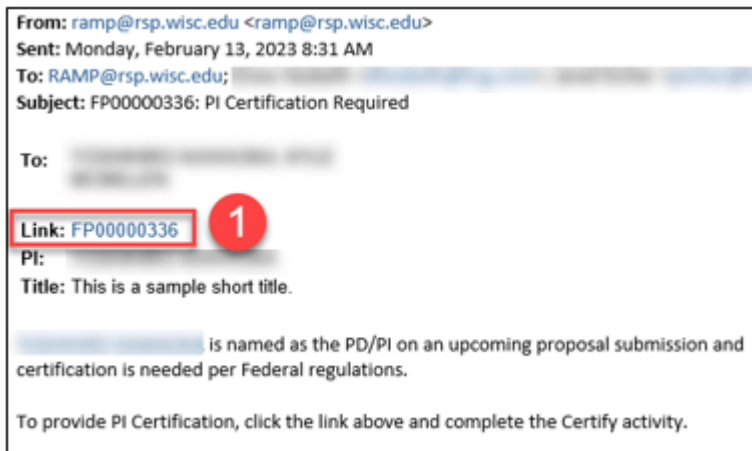 From: ramp@rsp.wisc.edu <ramp@rsp.wisc.edu>
Sent: Monday, February 13, 2023 8:31 AM
To: RAMP@rsp.wisc.edu;
Subject: FP00000336: PI Certification Required
To:
Link: FP00000336
1
PI:
Title: This is a sample short title.
is named as the PD/PI on an upcoming proposal submission and
certification is needed per Federal regulations.
To provide PI Certification, click the link above and complete the Certify activity.